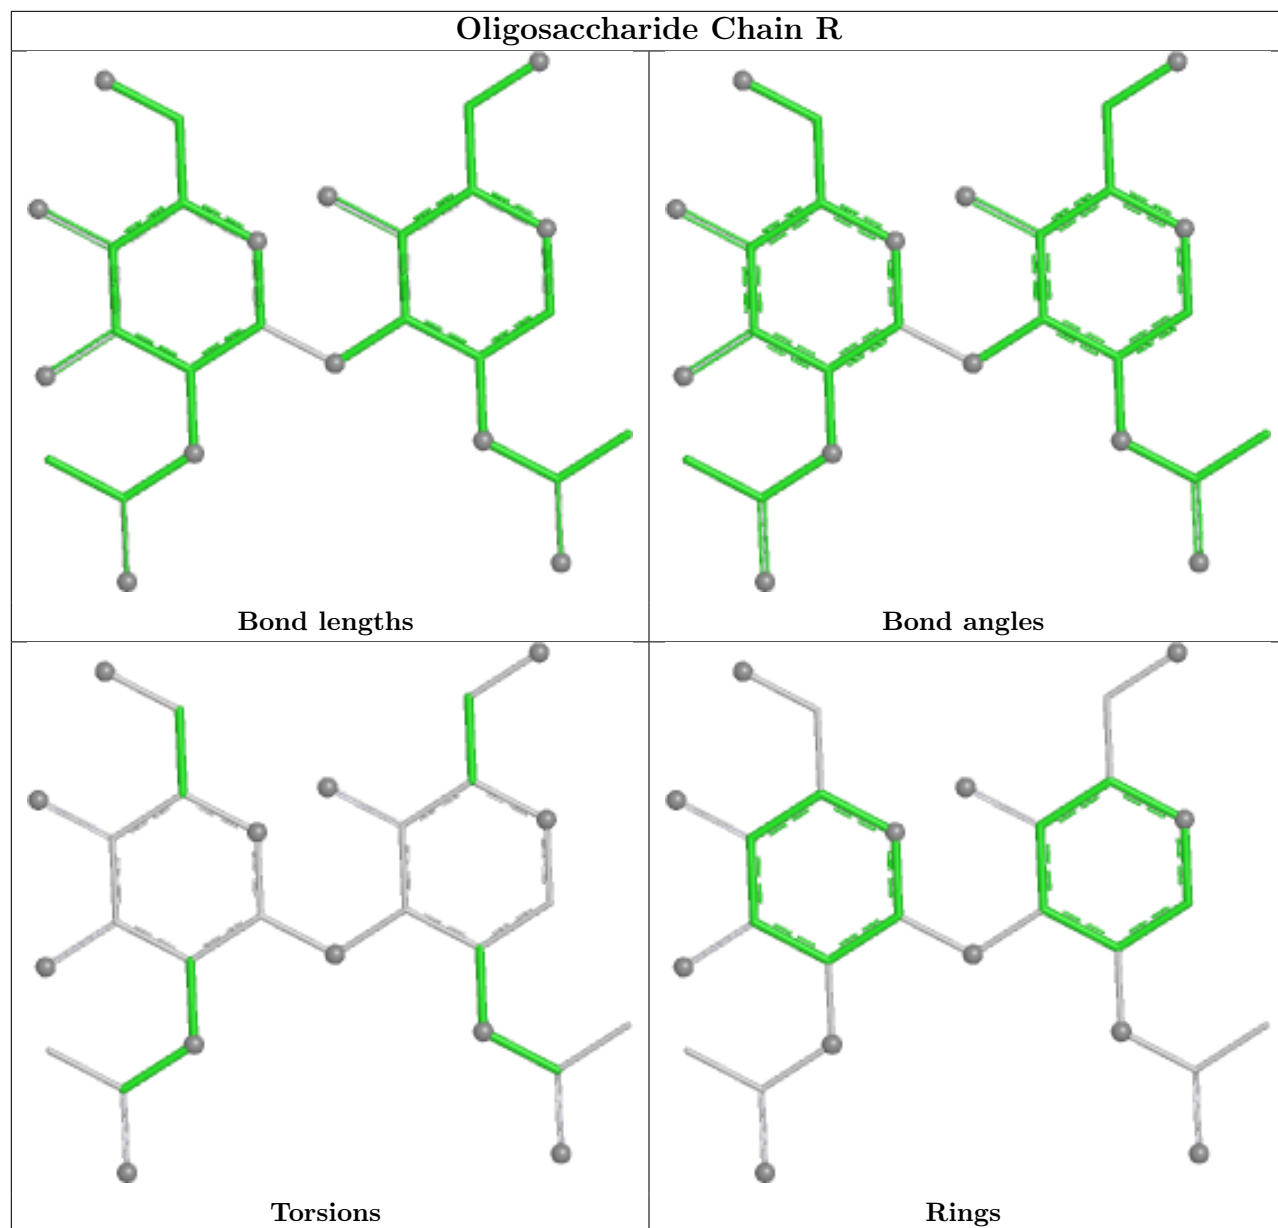 Oligosaccharide Chain R
Bond lengths
Bond angles
Torsions
Rings